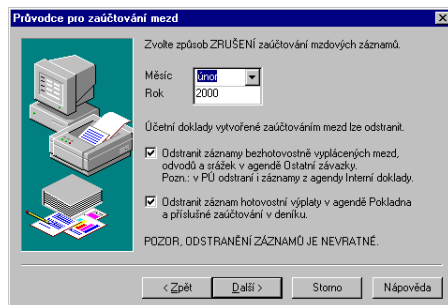 Průvodce pro zaúčtování mezd
Zvolte způsob ZRUŠENÍ zaúčtování mzdových záznamů.
Měsíc únor
Rok 2000
Účetní doklady vytvořené zaúčtováním mezd lze odstranit.
Odstranit záznamy bezhotovostně vyplácených mezd,
odvodů a srážek v agendě Ostatní závazky.
Pozn.: v PÚ odstraní i záznamy z agendy Interní doklady.
Odstranit záznam hotovostní výplaty v agendě Pokladna
a příslušné zaúčtování v deníku.
POZOR, ODSTRANĚNÍ ZÁZNAMŮ JE NEVRATNÉ.
< Zpět Další > Storno Nápověda